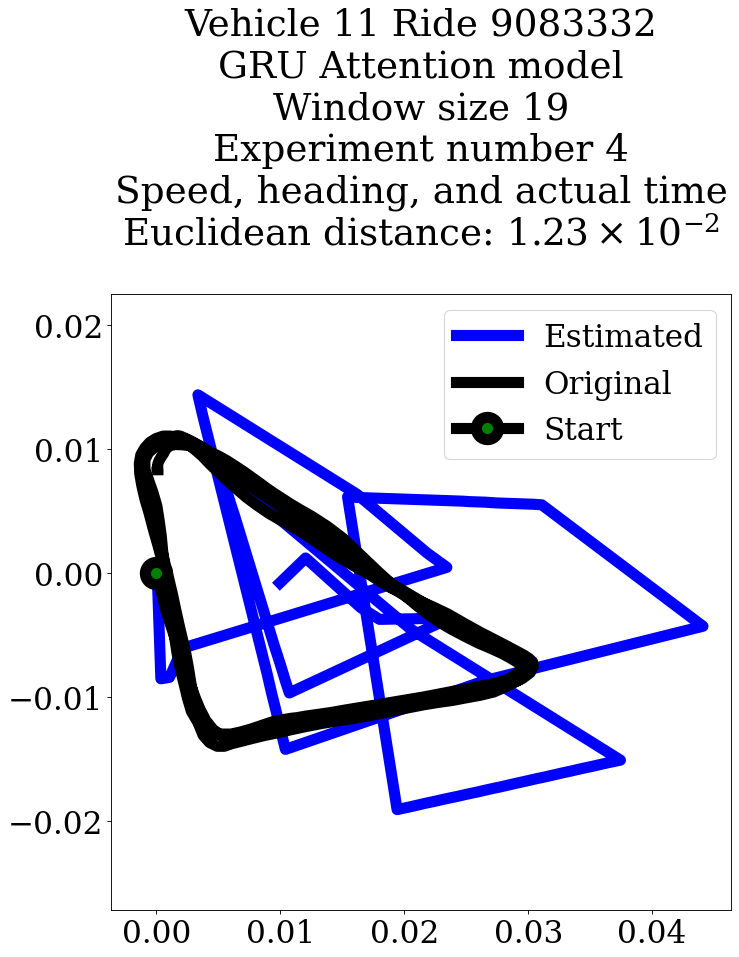 Vehicle 11 Ride 9083332
GRU Attention model
Window size 19
Experiment number 4
Speed, heading, and actual time
Euclidean distance: 1.23 × 10⁻²
Estimated
Original
Start
0.02
0.01
0.00
−0.01
−0.02
0.00 0.01 0.02 0.03 0.04